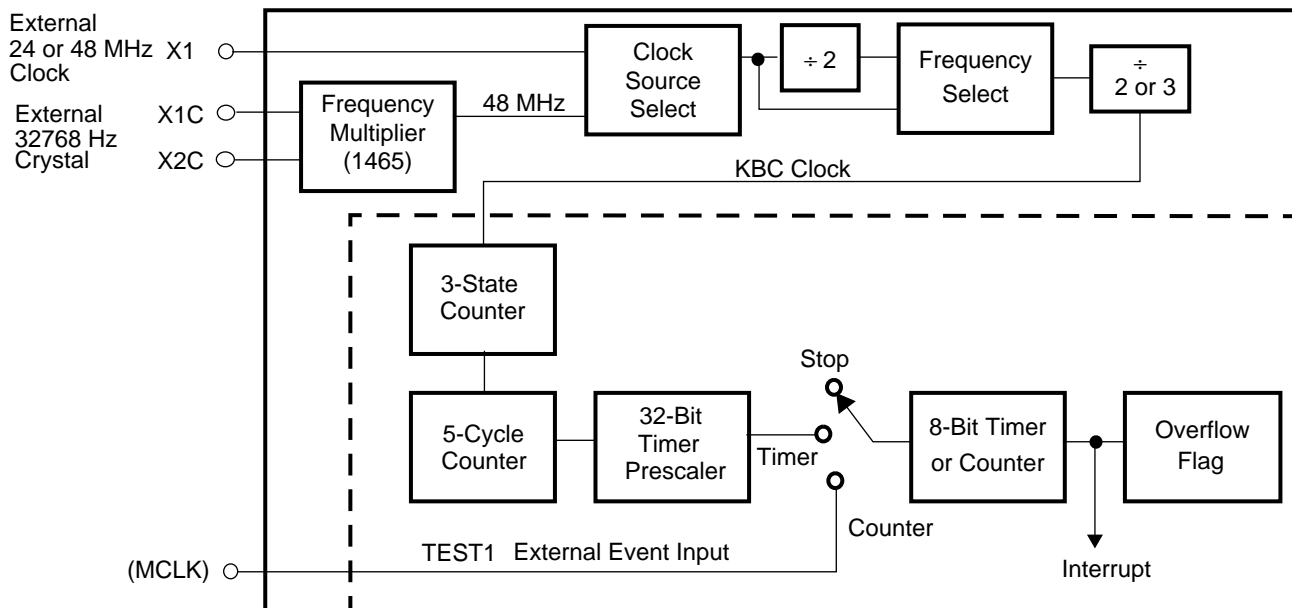 External
24 or 48 MHz
Clock
X1
External
32768 Hz
Crystal
X1C
X2C
Frequency
Multiplier
(1465)
48 MHz
Clock
Source
Select
÷ 2
Frequency
Select
÷
2 or 3
KBC Clock
3-State
Counter
5-Cycle
Counter
32-Bit
Timer
Prescaler
Stop
Timer
Counter
8-Bit Timer
or Counter
Overflow
Flag
Interrupt
TEST1 External Event Input
(MCLK)